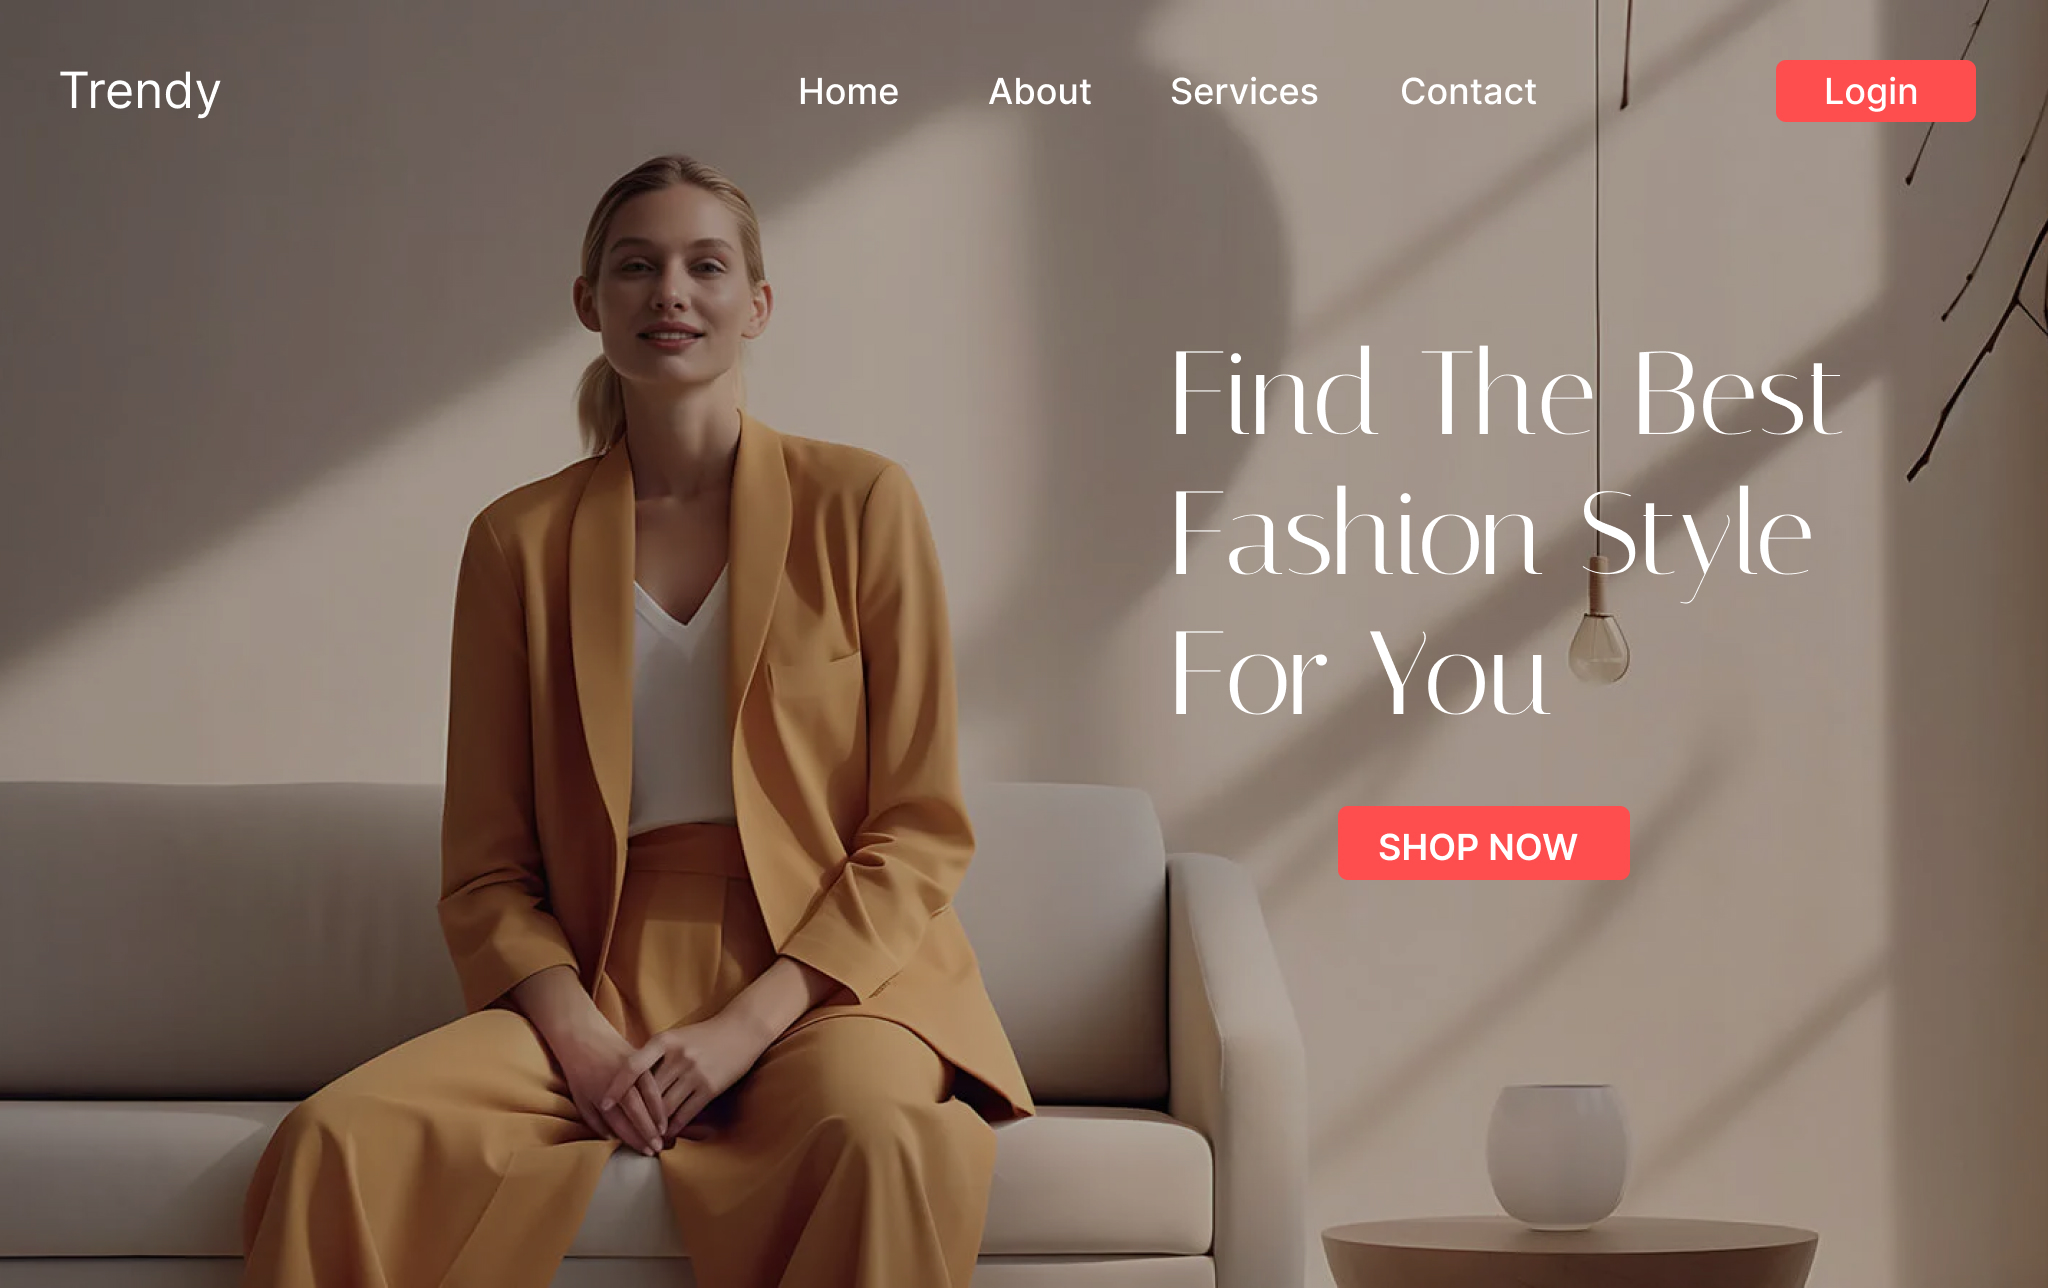 Trendy
Home About Services Contact
Login
Find The Best
Fashion Style
For You
SHOP NOW